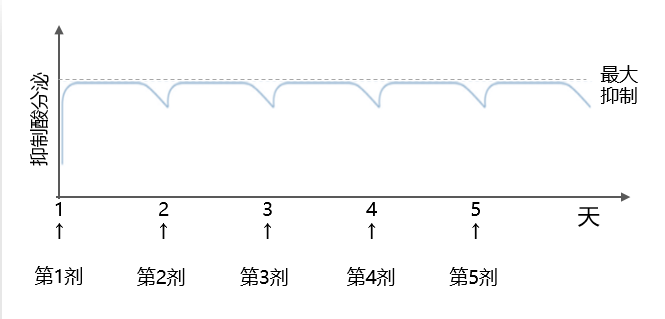 抑制酸分泌
最大
抑制
1 2 3 4 5 天
↑ ↑ ↑ ↑ ↑
第1剂 第2剂 第3剂 第4剂 第5剂